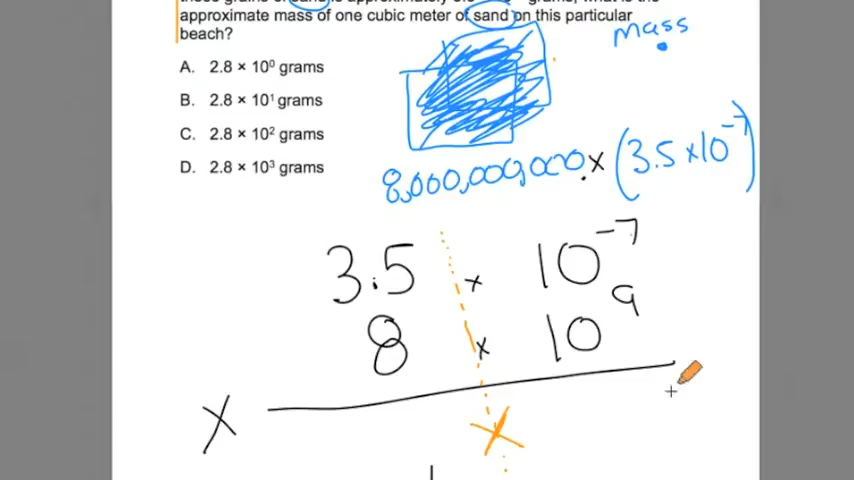 approximate mass of one cubic meter of sand on this particular
beach?
mass
A. 2.8 × 10⁰ grams
B. 2.8 × 10¹ grams
C. 2.8 × 10² grams
D. 2.8 × 10³ grams
8,000,000,000 × (3.5 × 10⁻⁷)
3.5 × 10⁻⁷
8 × 10⁹
×
×